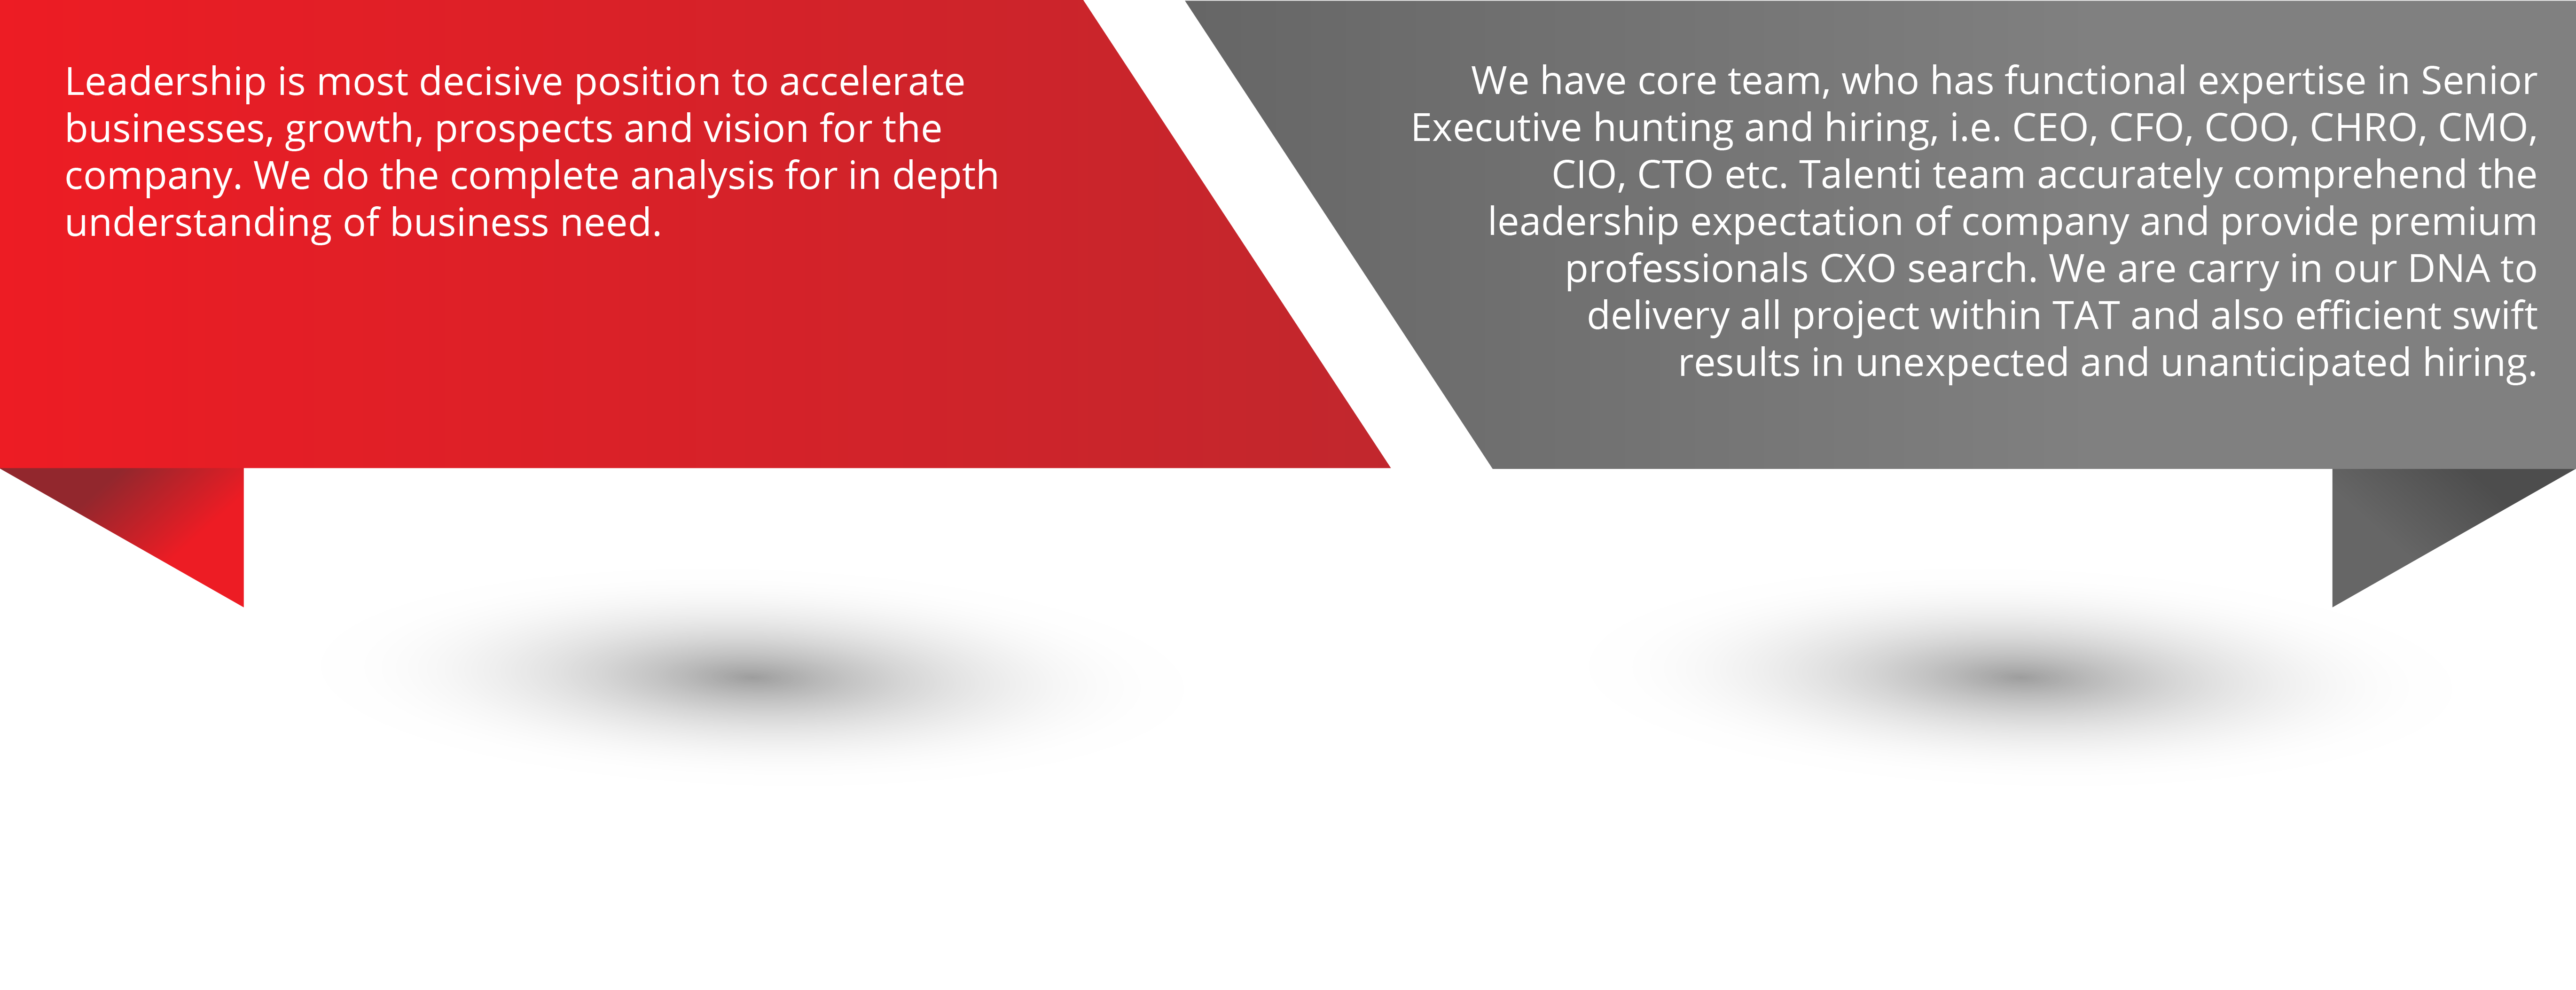 Leadership is most decisive position to accelerate
businesses, growth, prospects and vision for the
company. We do the complete analysis for in depth
understanding of business need.
We have core team, who has functional expertise in Senior
Executive hunting and hiring, i.e. CEO, CFO, COO, CHRO, CMO,
CIO, CTO etc. Talenti team accurately comprehend the
leadership expectation of company and provide premium
professionals CXO search. We are carry in our DNA to
delivery all project within TAT and also efficient swift
results in unexpected and unanticipated hiring.